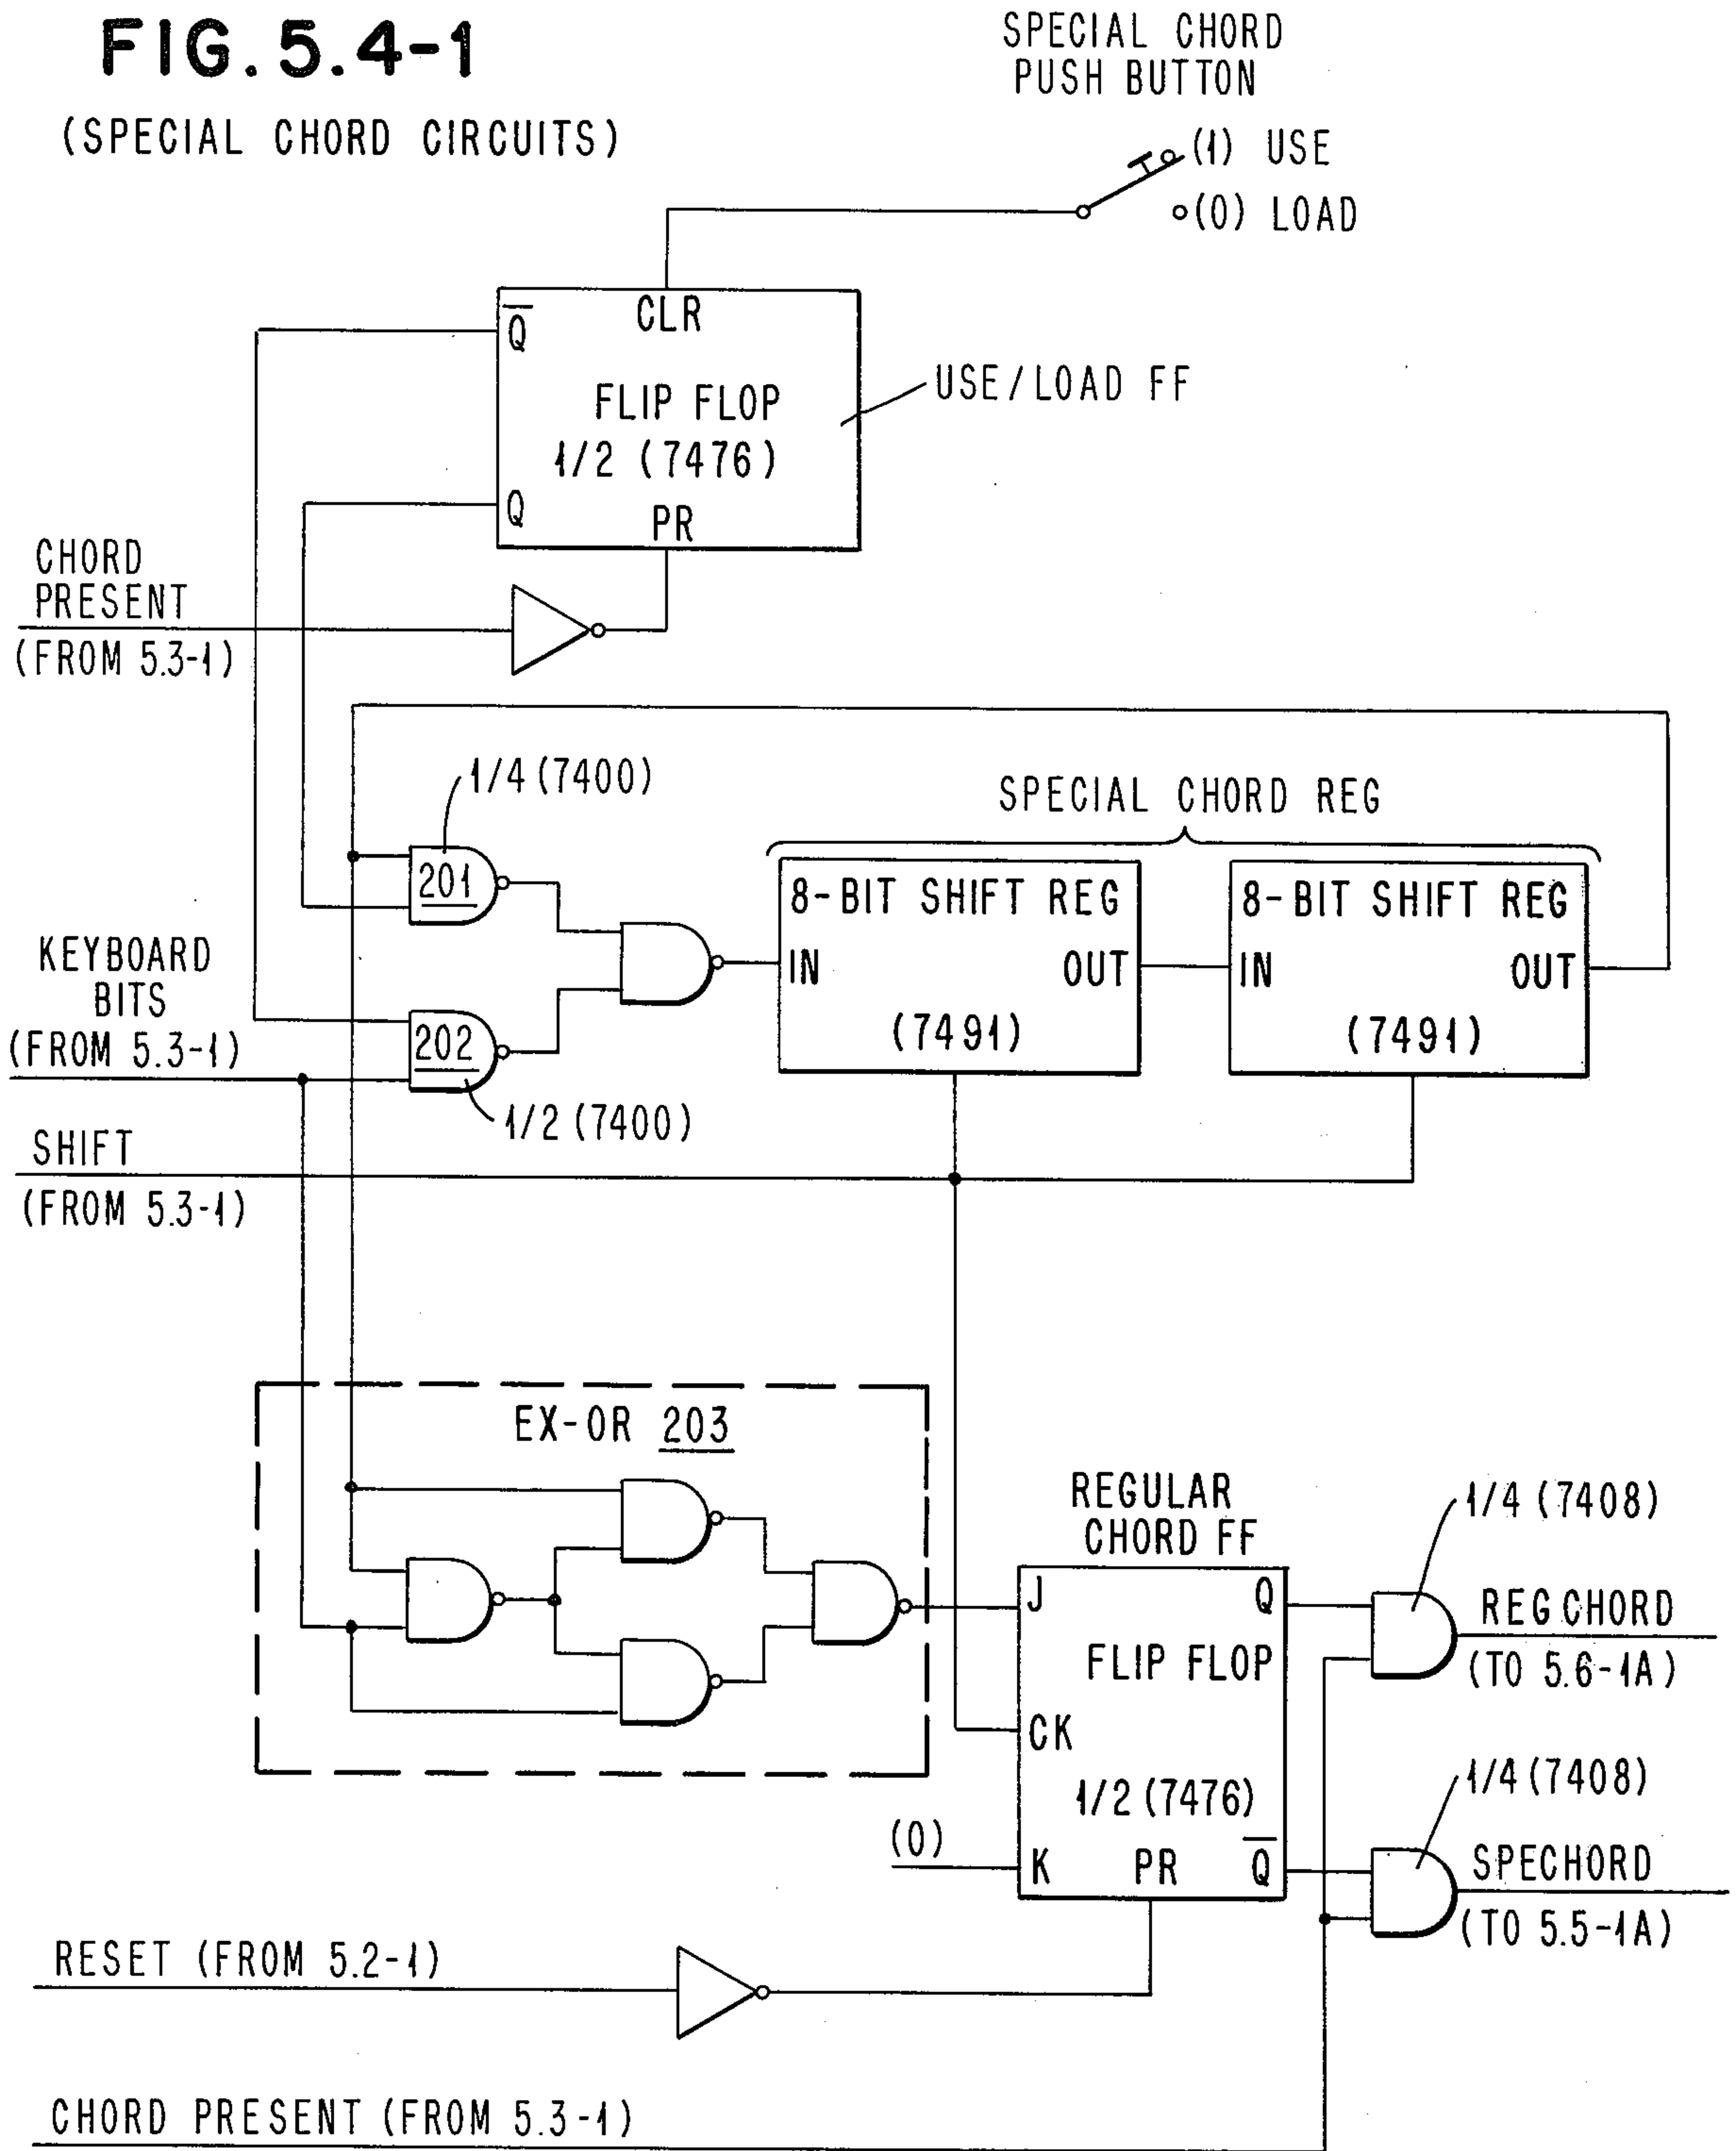 FIG. 5.4-1
(SPECIAL CHORD CIRCUITS)
SPECIAL CHORD
PUSH BUTTON
(1) USE
(0) LOAD
CLR
Q̅
FLIP FLOP
1/2 (7476)
Q
PR
USE/LOAD FF
CHORD
PRESENT
(FROM 5.3-1)
1/4 (7400)
201
SPECIAL CHORD REG
8-BIT SHIFT REG
IN OUT
(7491)
8-BIT SHIFT REG
IN OUT
(7491)
KEYBOARD
BITS
(FROM 5.3-1)
202
1/2 (7400)
SHIFT
(FROM 5.3-1)
EX-OR 203
REGULAR
CHORD FF
J Q
FLIP FLOP
CK
1/2 (7476)
(0)
K PR Q̅
1/4 (7408)
REG CHORD
(TO 5.6-1A)
1/4 (7408)
SPECHORD
(TO 5.5-1A)
RESET (FROM 5.2-1)
CHORD PRESENT (FROM 5.3-1)